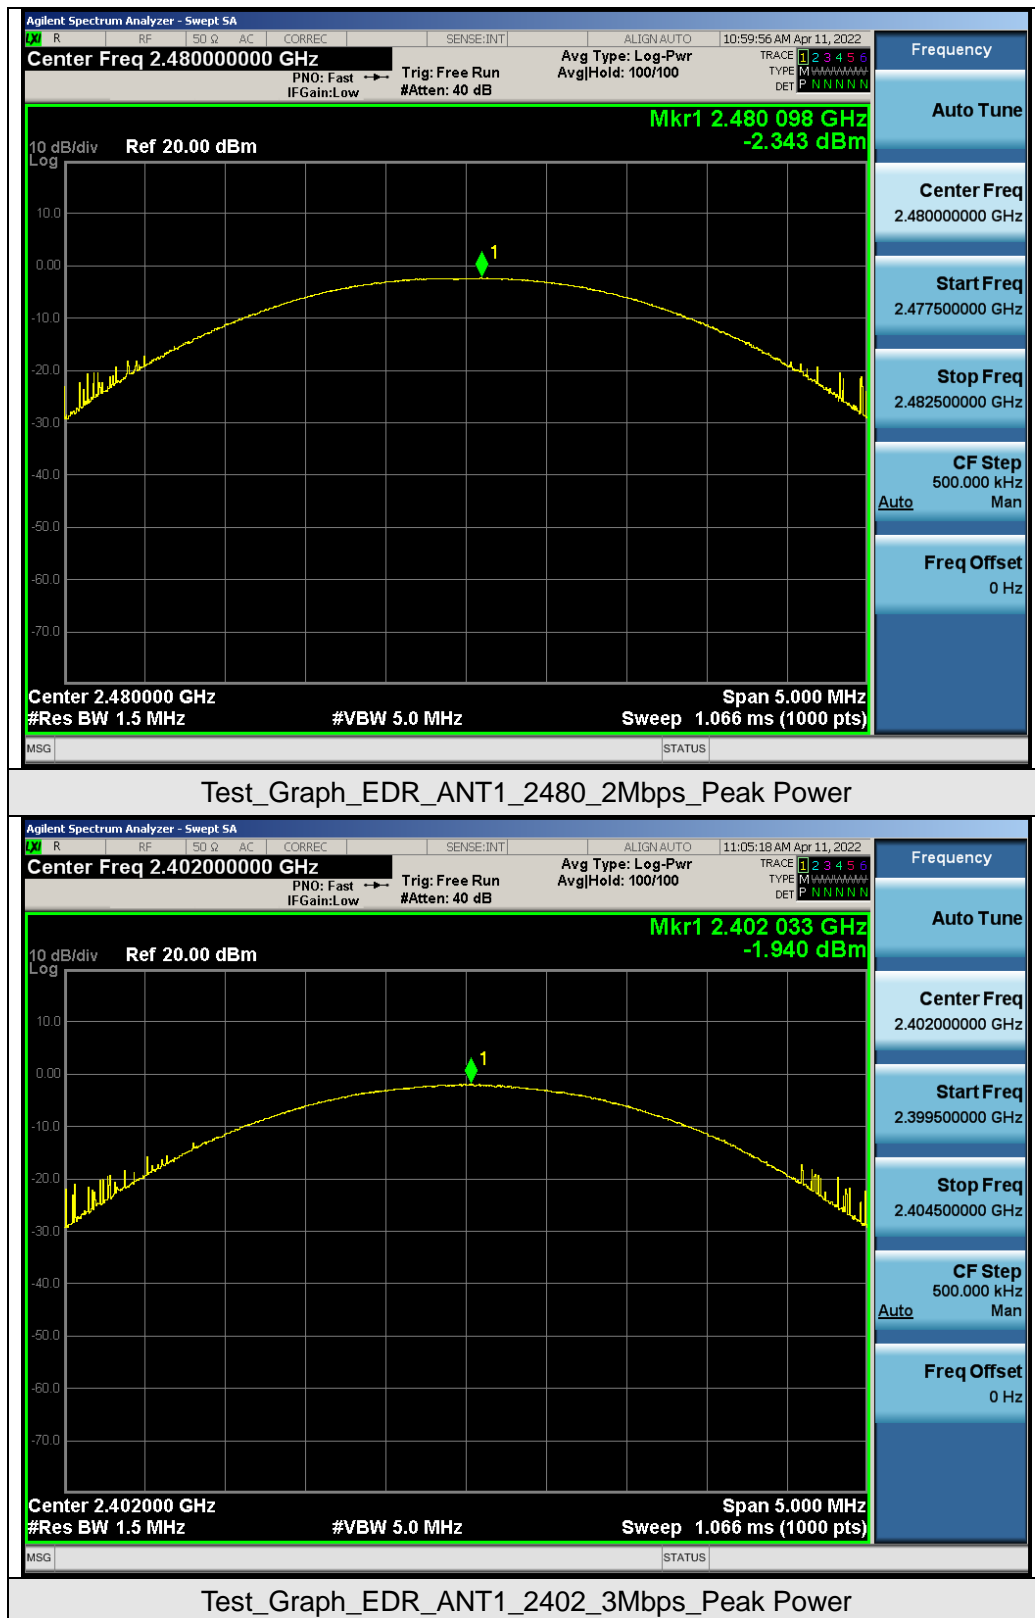 Agilent Spectrum Analyzer - Swept SA
LXI R RF 50 Ω AC CORREC SENSE:INT ALIGN AUTO 10:59:56 AM Apr 11, 2022
Center Freq 2.480000000 GHz
PNO: Fast
IFGain:Low
Trig: Free Run
#Atten: 40 dB
Avg Type: Log-Pwr
Avg|Hold: 100/100
TRACE 1 2 3 4 5 6
TYPE M WWWWW
DET P N N N N N
Mkr1 2.480 098 GHz
-2.343 dBm
10 dB/div Ref 20.00 dBm
Log
10.0
0.00
1
-10.0
-20.0
-30.0
-40.0
-50.0
-60.0
-70.0
Center 2.480000 GHz Span 5.000 MHz
#Res BW 1.5 MHz #VBW 5.0 MHz Sweep 1.066 ms (1000 pts)
MSG STATUS
Frequency
Auto Tune
Center Freq
2.480000000 GHz
Start Freq
2.477500000 GHz
Stop Freq
2.482500000 GHz
CF Step
500.000 kHz
Auto Man
Freq Offset
0 Hz
Test_Graph_EDR_ANT1_2480_2Mbps_Peak Power
Agilent Spectrum Analyzer - Swept SA
LXI R RF 50 Ω AC CORREC SENSE:INT ALIGN AUTO 11:05:18 AM Apr 11, 2022
Center Freq 2.402000000 GHz
PNO: Fast
IFGain:Low
Trig: Free Run
#Atten: 40 dB
Avg Type: Log-Pwr
Avg|Hold: 100/100
TRACE 1 2 3 4 5 6
TYPE M WWWWW
DET P N N N N N
Mkr1 2.402 033 GHz
-1.940 dBm
10 dB/div Ref 20.00 dBm
Log
10.0
0.00
1
-10.0
-20.0
-30.0
-40.0
-50.0
-60.0
-70.0
Center 2.402000 GHz Span 5.000 MHz
#Res BW 1.5 MHz #VBW 5.0 MHz Sweep 1.066 ms (1000 pts)
MSG STATUS
Frequency
Auto Tune
Center Freq
2.402000000 GHz
Start Freq
2.399500000 GHz
Stop Freq
2.404500000 GHz
CF Step
500.000 kHz
Auto Man
Freq Offset
0 Hz
Test_Graph_EDR_ANT1_2402_3Mbps_Peak Power